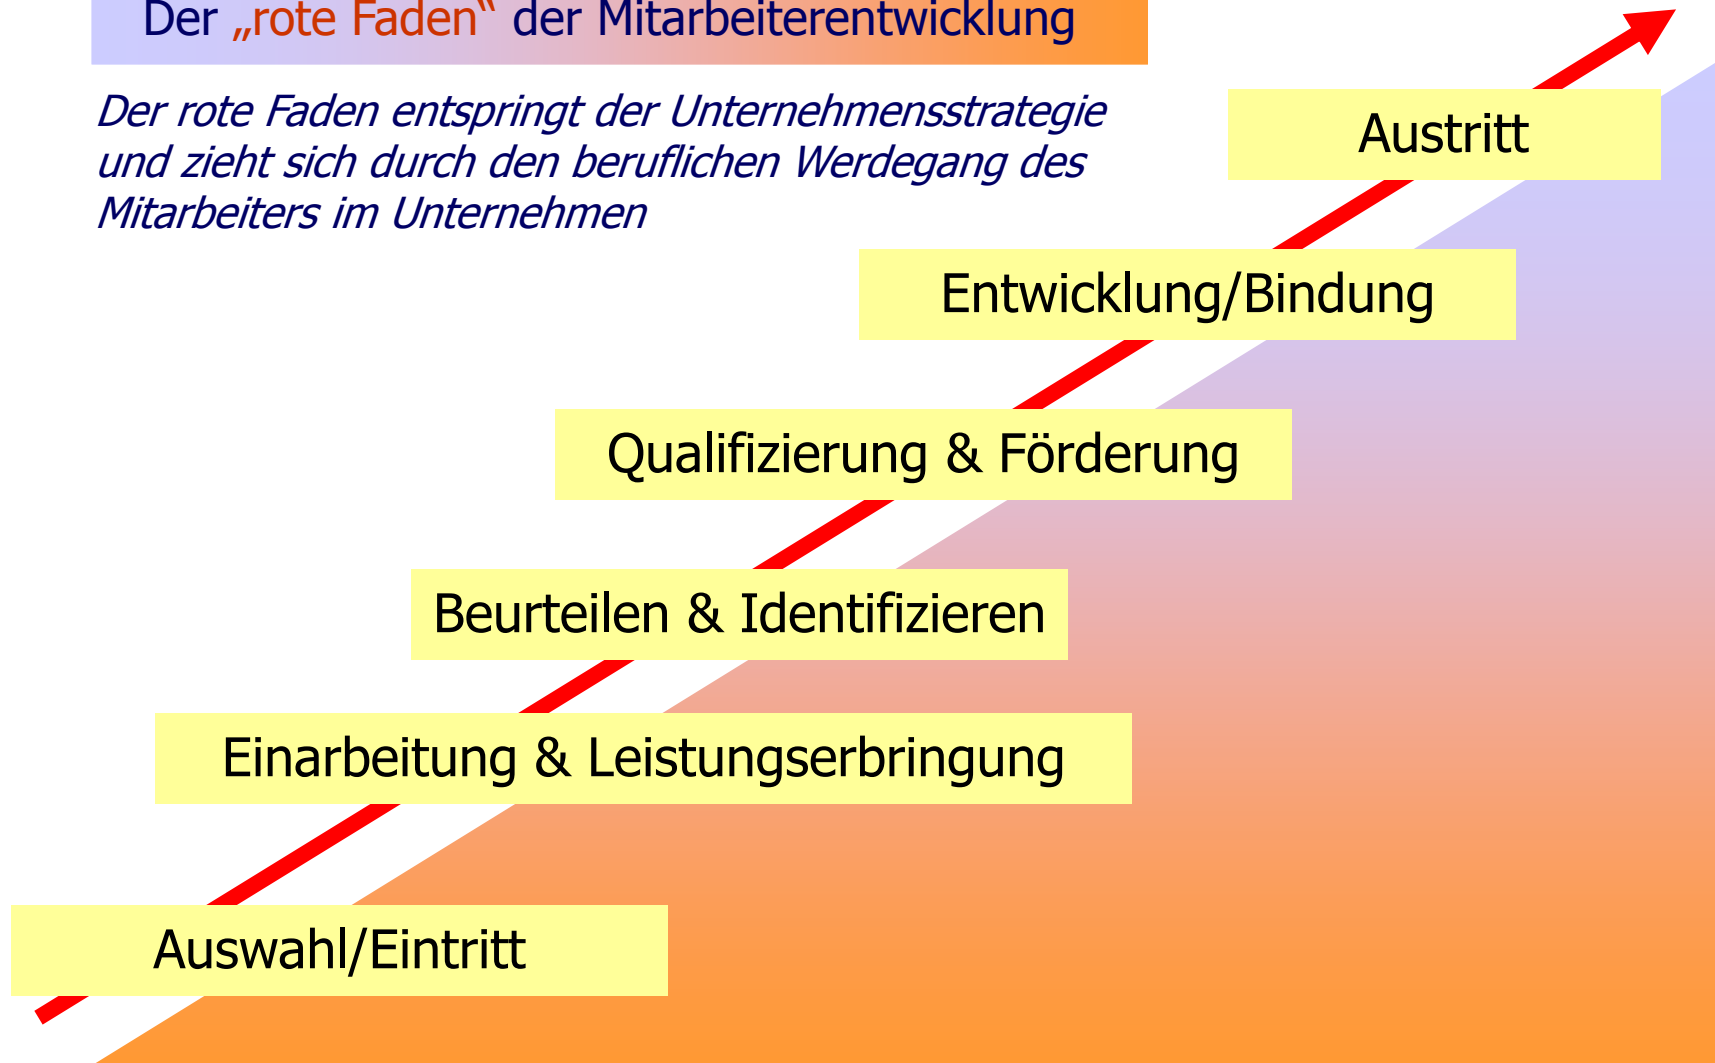 Der „rote Faden“ der Mitarbeiterentwicklung
Der rote Faden entspringt der Unternehmensstrategie
und zieht sich durch den beruflichen Werdegang des
Mitarbeiters im Unternehmen
Austritt
Entwicklung/Bindung
Qualifizierung & Förderung
Beurteilen & Identifizieren
Einarbeitung & Leistungserbringung
Auswahl/Eintritt